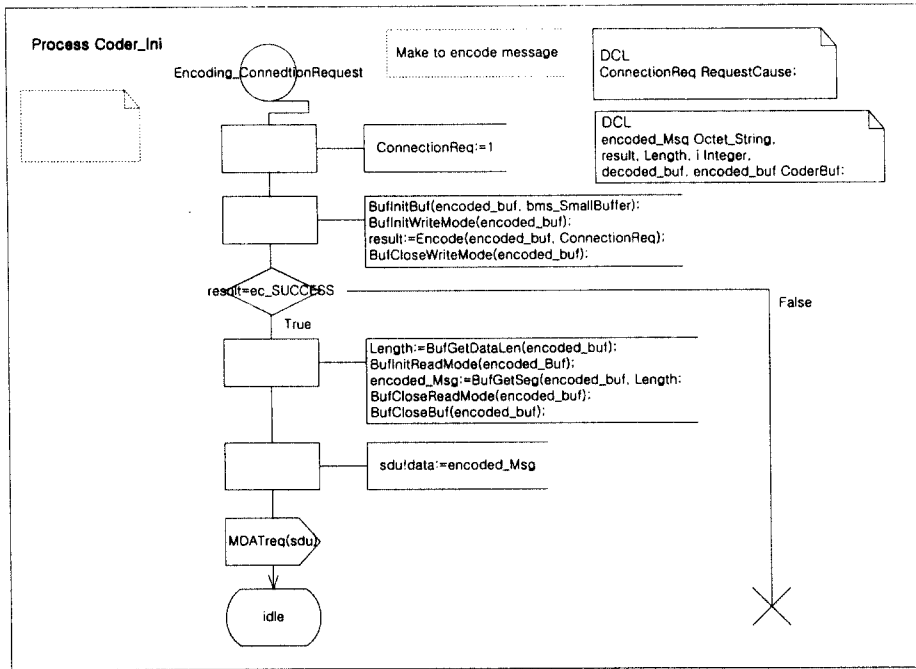 Process Coder_Ini
Make to encode message
DCL
ConnectionReq RequestCause;
Encoding_ConnedtionRequest
DCL
encoded_Msq Octet_String,
result, Length, i Integer,
decoded_buf, encoded_buf CoderBuf;
ConnectionReq:=1
BufInitBuf(encoded_buf, bms_SmallBuffer);
BufInitWriteMode(encoded_buf);
result:=Encode(encoded_buf, ConnectionReq);
BufCloseWriteMode(encoded_buf);
result=ec_SUCCESS
False
True
Length:=BufGetDataLen(encoded_buf);
BufInitReadMode(encoded_Buf);
encoded_Msg:=BufGetSeg(encoded_buf, Length;
BufCloseReadMode(encoded_buf);
BufCloseBuf(encoded_buf);
sdu!data:=encoded_Msg
MDATreq(sdu)
idle